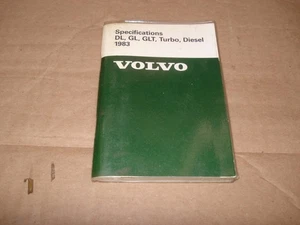 Specifications
DL, GL, GLT, Turbo, Diesel
1983
VOLVO